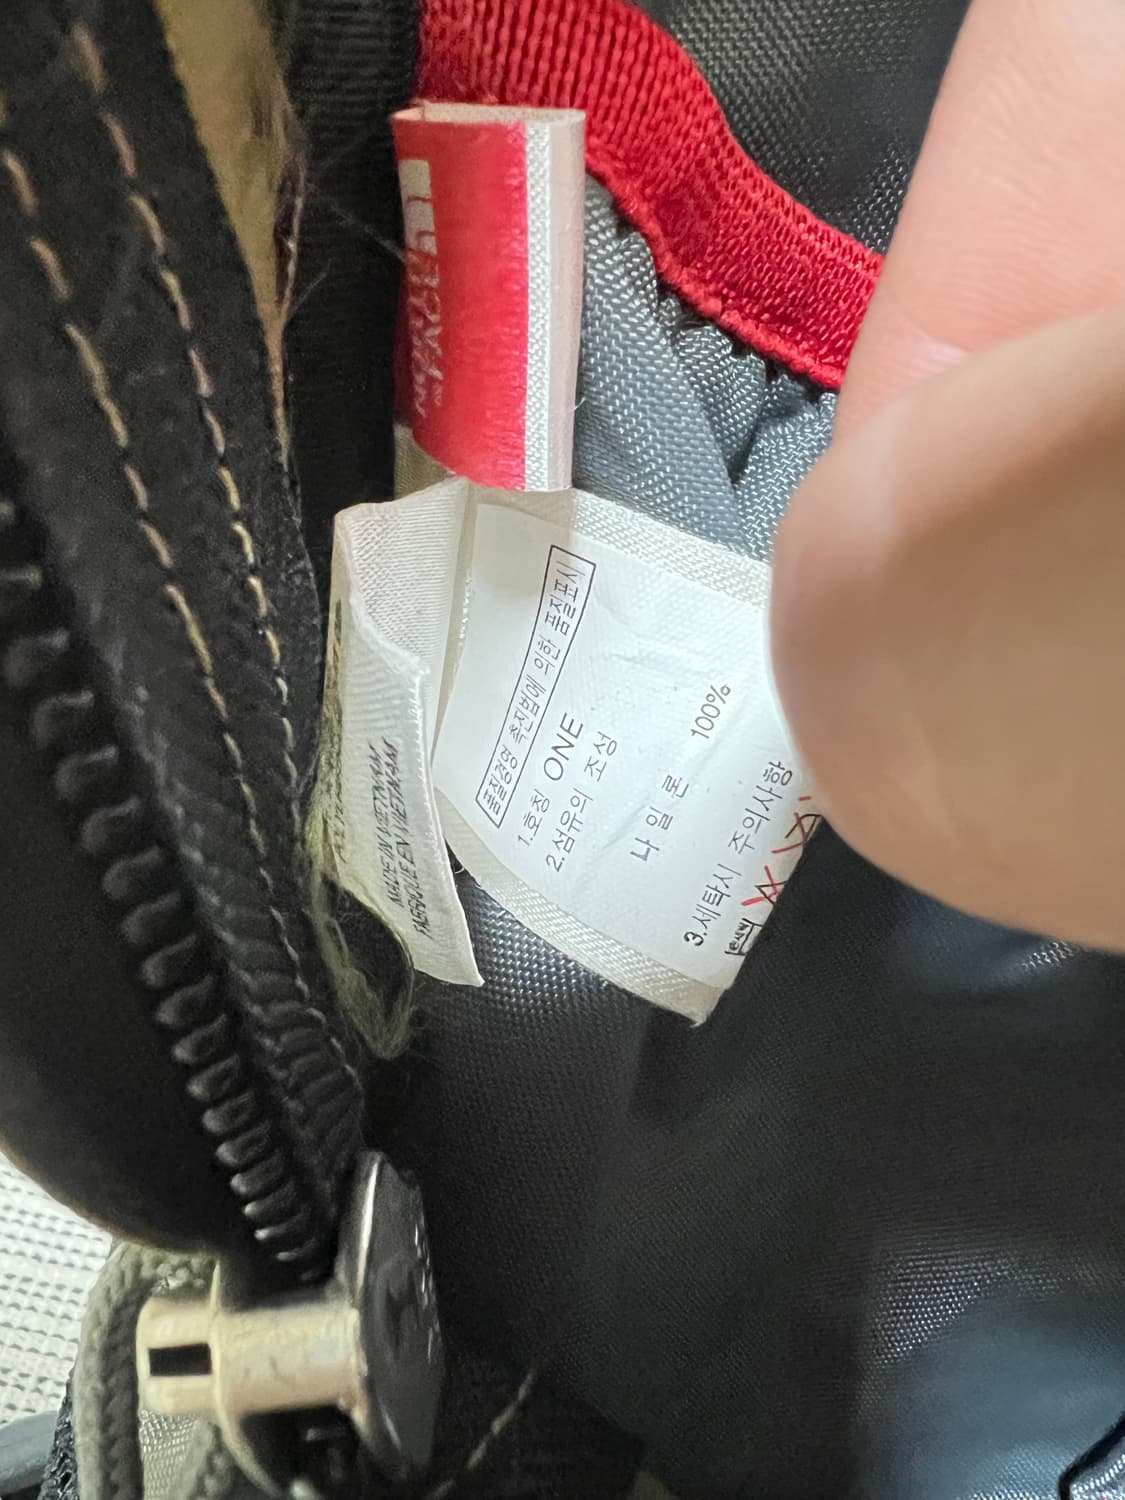 품질경영 촉진법에 의한 품질표시
1.호칭 ONE
2.섬유의 조성
나 일 론 100%
3.세탁시 주의사항
MADE IN VIETNAM
FABRIQUE EN VIETNAM